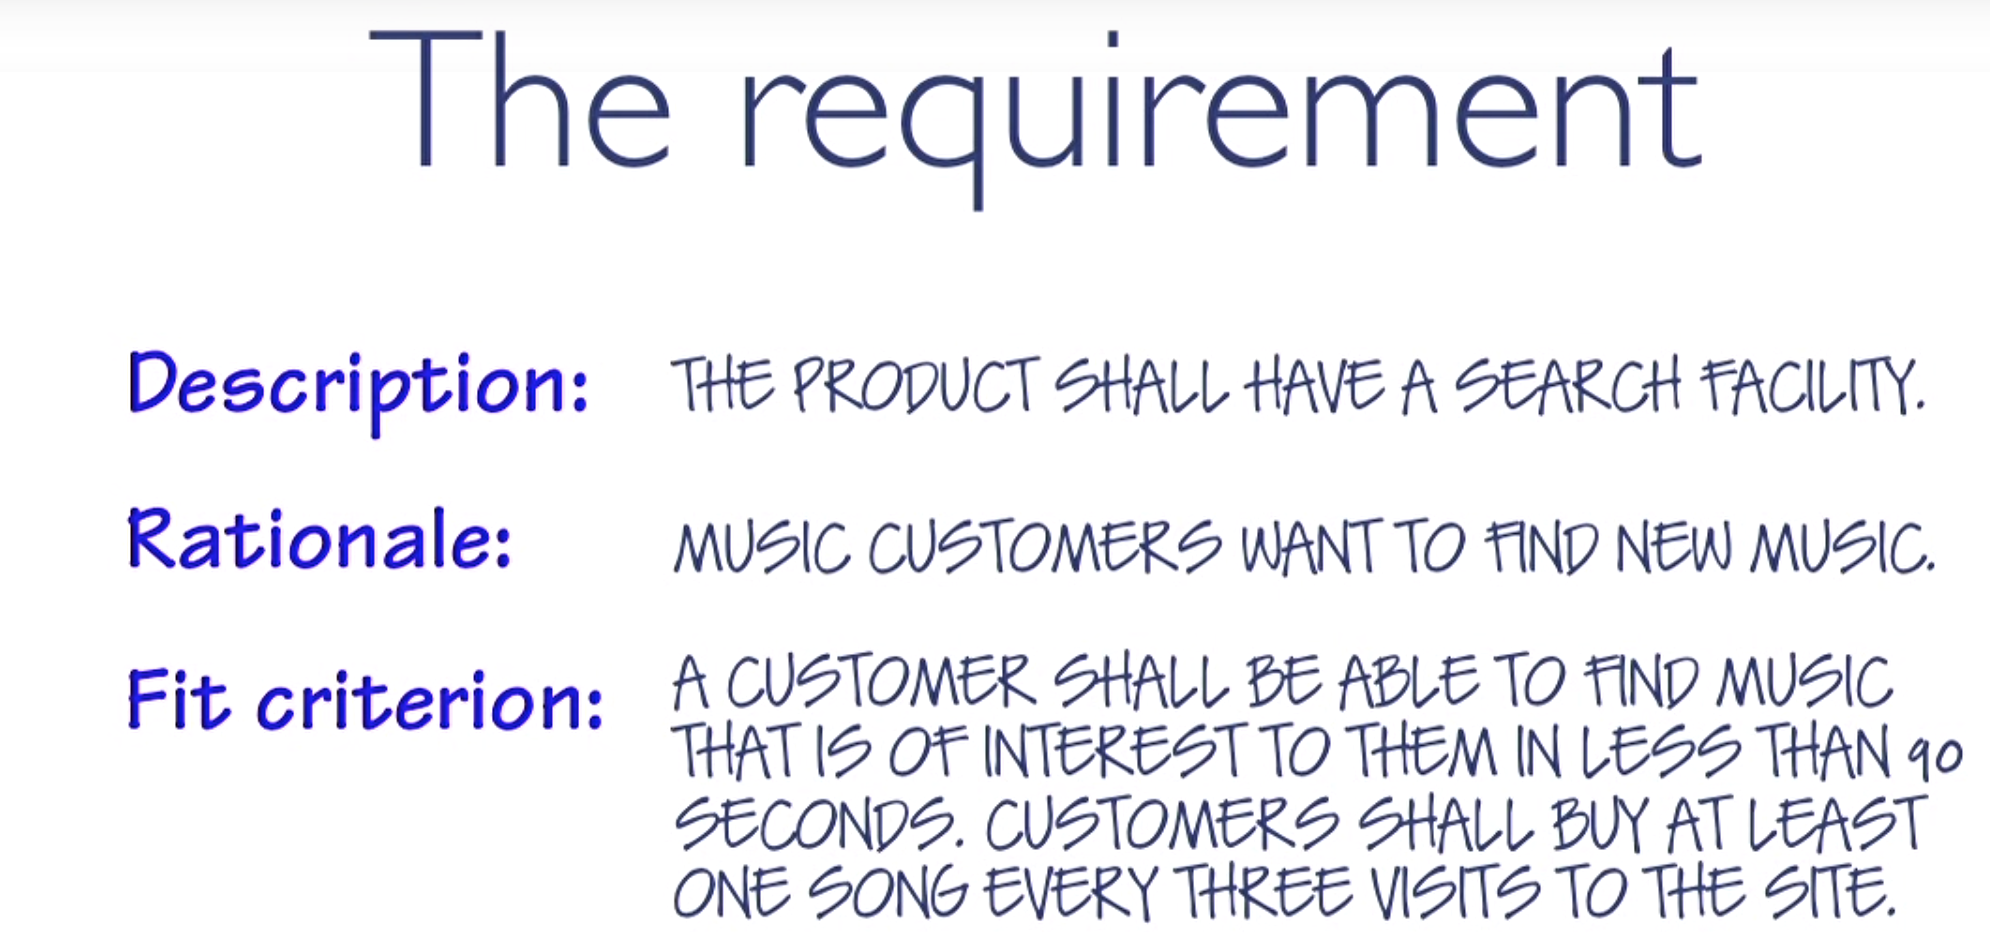 The requirement
Description: THE PRODUCT SHALL HAVE A SEARCH FACILITY.
Rationale: MUSIC CUSTOMERS WANT TO FIND NEW MUSIC.
Fit criterion: A CUSTOMER SHALL BE ABLE TO FIND MUSIC
THAT IS OF INTEREST TO THEM IN LESS THAN 90
SECONDS. CUSTOMERS SHALL BUY AT LEAST
ONE SONG EVERY THREE VISITS TO THE SITE.